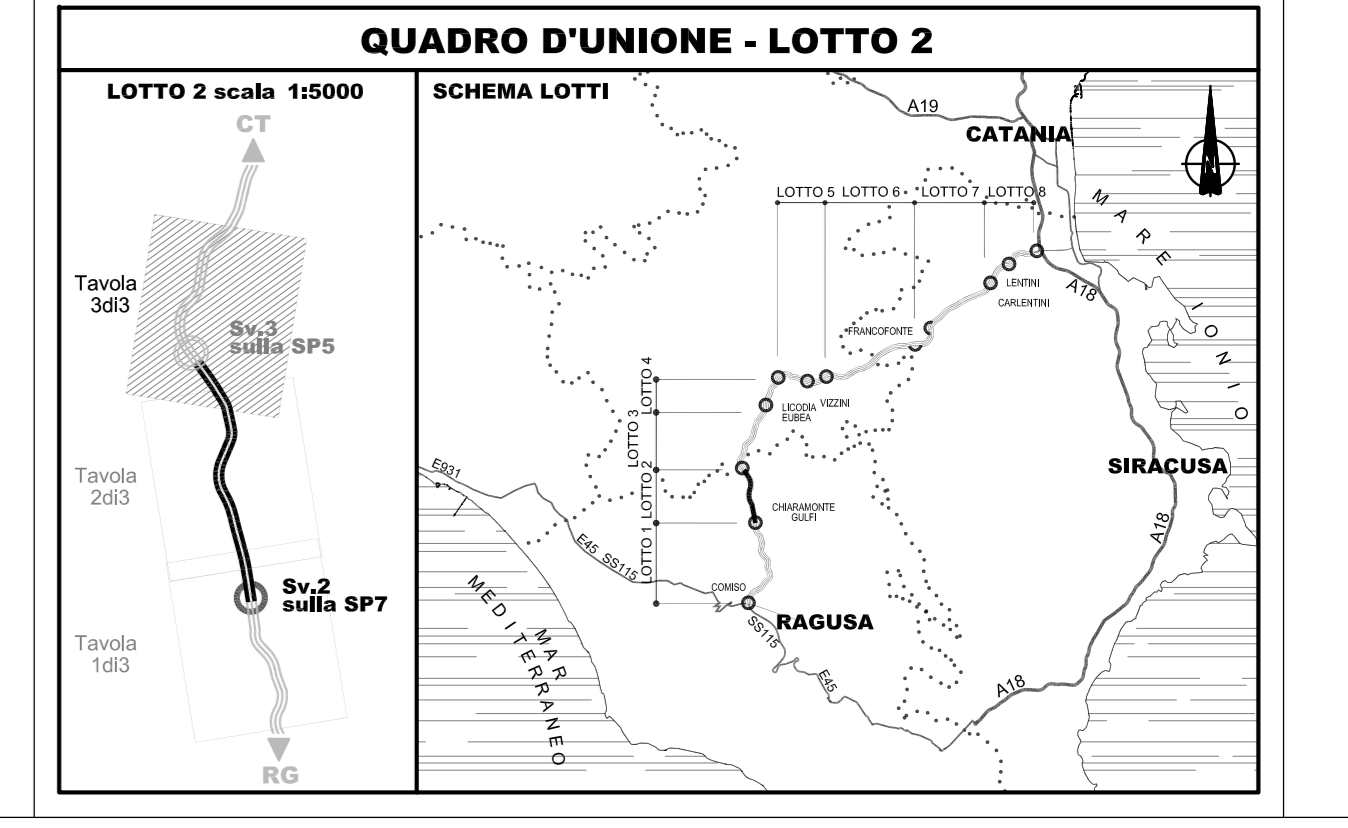 QUADRO D'UNIONE - LOTTO 2
LOTTO 2 scala 1:5000
CT
Tavola
3di3
Sv.3
sulla SP5
Tavola
2di3
Sv.2
sulla SP7
Tavola
1di3
RG
SCHEMA LOTTI
A19
CATANIA
N
LOTTO 5
LOTTO 6
LOTTO 7
LOTTO 8
MARE IONIO
LENTINI
CARLENTINI
A18
FRANCOFONTE
LOTTO 4
LOTTO 3
LOTTO 2
LOTTO 1
LICODIA
EUBEA
VIZZINI
E931
SIRACUSA
CHIARAMONTE
GULFI
A18
E45
SS115
COMISO
RAGUSA
SS115
E45
A18
MAR
MEDITERRANEO